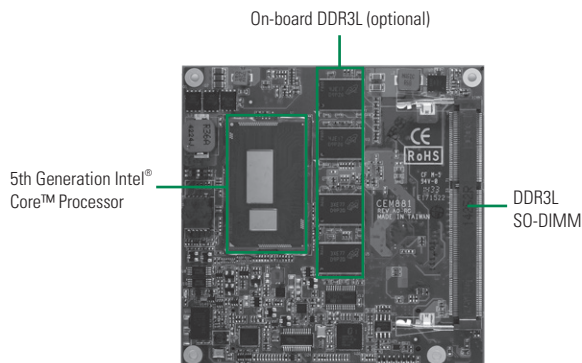 On-board DDR3L (optional)
5th Generation Intel®
Core™ Processor
DDR3L
SO-DIMM
CE
RoHS
CEM881
MADE IN TAIWAN